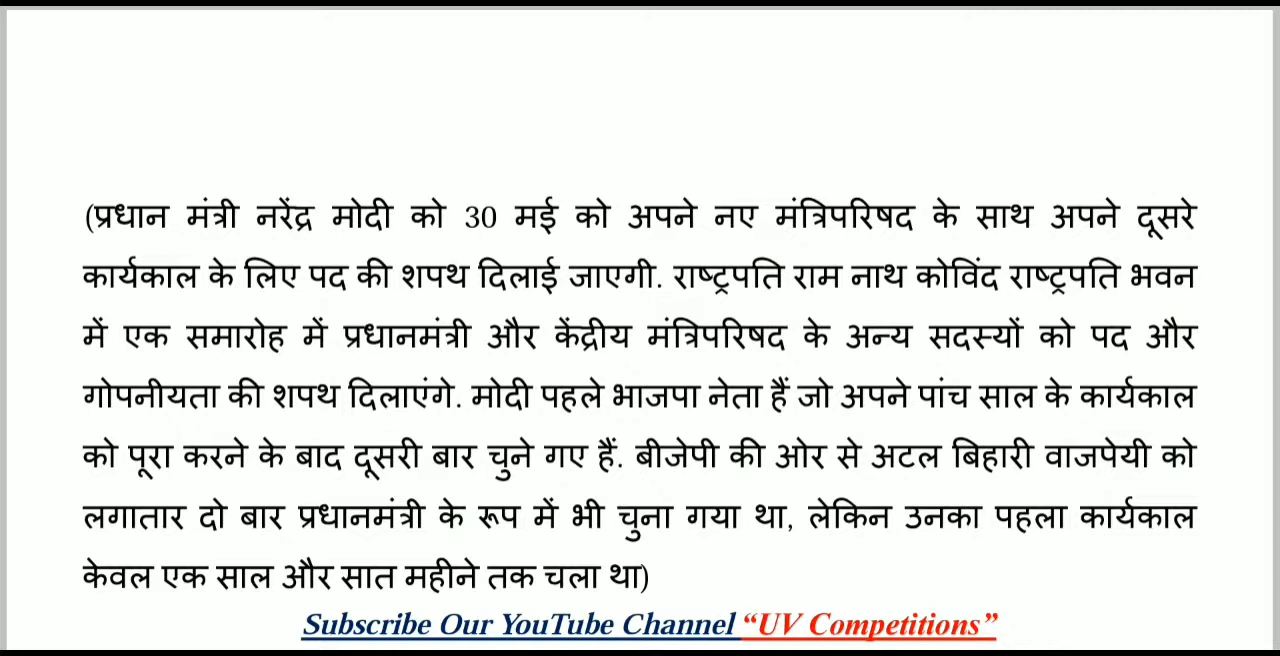 (प्रधान मंत्री नरेंद्र मोदी को 30 मई को अपने नए मंत्रिपरिषद के साथ अपने दूसरे
कार्यकाल के लिए पद की शपथ दिलाई जाएगी. राष्ट्रपति राम नाथ कोविंद राष्ट्रपति भवन
में एक समारोह में प्रधानमंत्री और केंद्रीय मंत्रिपरिषद के अन्य सदस्यों को पद और
गोपनीयता की शपथ दिलाएंगे. मोदी पहले भाजपा नेता हैं जो अपने पांच साल के कार्यकाल
को पूरा करने के बाद दूसरी बार चुने गए हैं. बीजेपी की ओर से अटल बिहारी वाजपेयी को
लगातार दो बार प्रधानमंत्री के रूप में भी चुना गया था, लेकिन उनका पहला कार्यकाल
केवल एक साल और सात महीने तक चला था)
Subscribe Our YouTube Channel “UV Competitions”